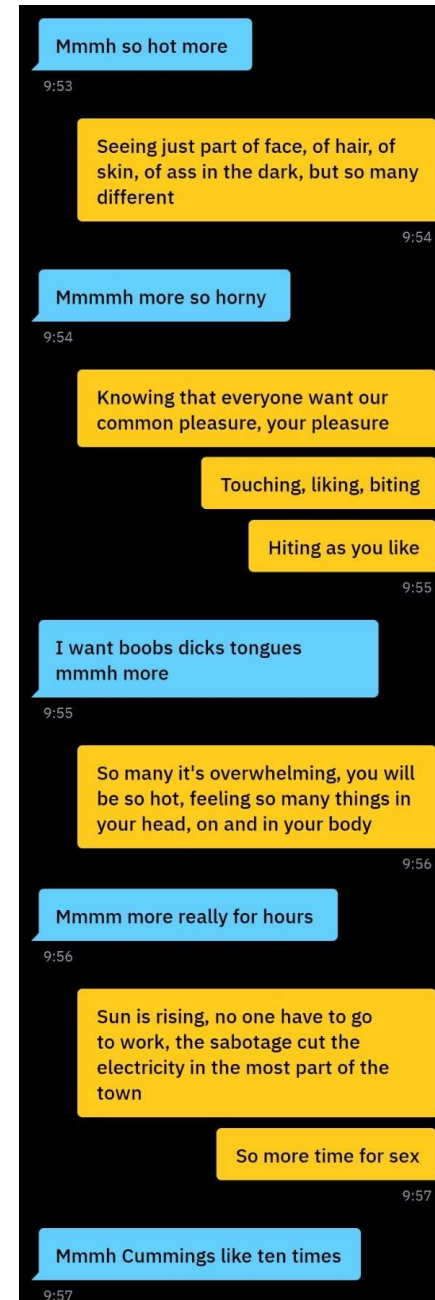 Mmmh so hot more
9:53
Seeing just part of face, of hair, of
skin, of ass in the dark, but so many
different
9:54
Mmmmh more so horny
9:54
Knowing that everyone want our
common pleasure, your pleasure
Touching, liking, biting
Hiting as you like
9:55
I want boobs dicks tongues
mmmh more
9:55
So many it's overwhelming, you will
be so hot, feeling so many things in
your head, on and in your body
9:56
Mmmm more really for hours
9:56
Sun is rising, no one have to go
to work, the sabotage cut the
electricity in the most part of the
town
So more time for sex
9:57
Mmmh Cummings like ten times
9:57